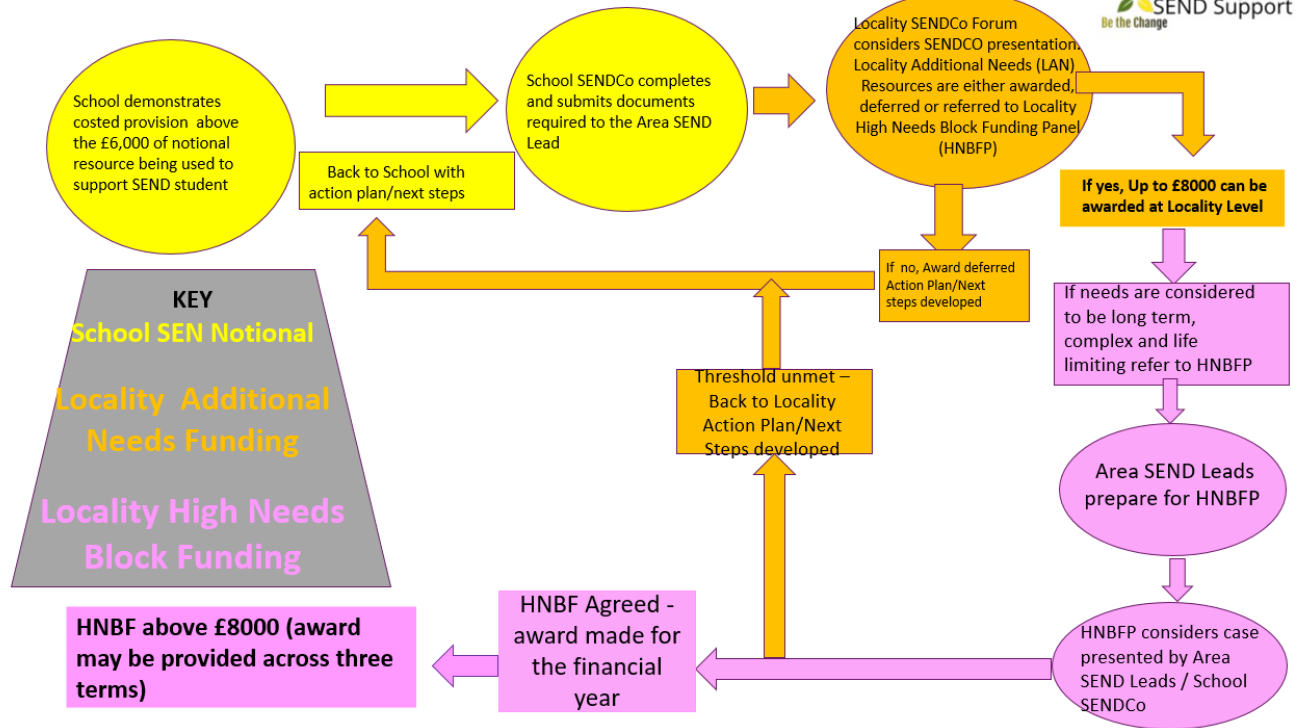 SEND Support
Be the Change
School demonstrates
costed provision above
the £6,000 of notional
resource being used to
support SEND student
School SENDCo completes
and submits documents
required to the Area SEND
Lead
Locality SENDCo Forum
considers SENDCO presentation.
Locality Additional Needs (LAN)
Resources are either awarded,
deferred or referred to Locality
High Needs Block Funding Panel
(HNBFP)
Back to School with
action plan/next steps
If yes, Up to £8000 can be
awarded at Locality Level
If no, Award deferred
Action Plan/Next
steps developed
If needs are considered
to be long term,
complex and life
limiting refer to HNBFP
KEY
School SEN Notional
Locality Additional
Needs Funding
Locality High Needs
Block Funding
Threshold unmet –
Back to Locality
Action Plan/Next
Steps developed
Area SEND Leads
prepare for HNBFP
HNBFP considers case
presented by Area
SEND Leads / School
SENDCo
HNBF Agreed -
award made for
the financial
year
HNBF above £8000 (award
may be provided across three
terms)